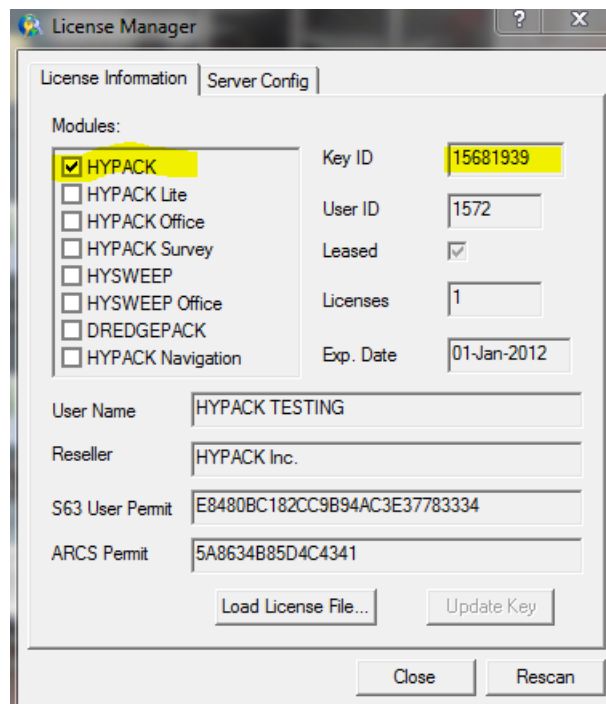 License Manager
? X
License Information Server Config
Modules:
HYPACK
HYPACK Lite
HYPACK Office
HYPACK Survey
HYSWEEP
HYSWEEP Office
DREDGEPACK
HYPACK Navigation
Key ID 15681939
User ID 1572
Leased
Licenses 1
Exp. Date 01-Jan-2012
User Name HYPACK TESTING
Reseller HYPACK Inc.
S63 User Permit E8480BC182CC9B94AC3E37783334
ARCS Permit 5A8634B85D4C4341
Load License File... Update Key
Close Rescan